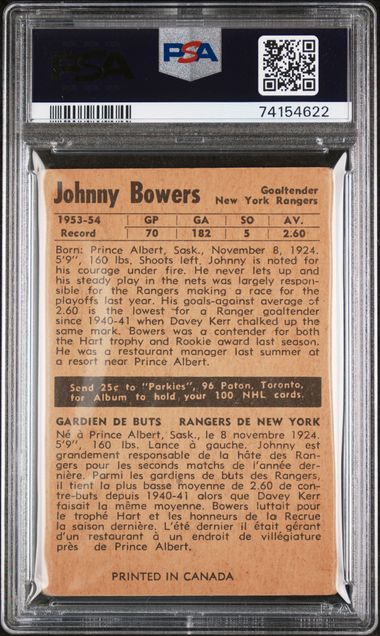 PSA
PSA
74154622
Johnny Bowers
Goaltender
New York Rangers
1953-54 GP GA SO AV.
Record 70 182 5 2.60
Born: Prince Albert, Sask., November 8, 1924.
5'9", 160 lbs, Shoots left. Johnny is noted for
his courage under fire. He never lets up and
his steady play in the nets was largely respon-
sible for the Rangers making a race for the
playoffs last year. His goals-against average of
2.60 is the lowest for a Ranger goaltender
since 1940-41 when Davey Kerr chalked up the
same mark. Bowers was a contender for both
the Hart trophy and Rookie award last season.
He was a restaurant manager last summer at
a resort near Prince Albert.
Send 25¢ to "Parkies", 96 Paton, Toronto,
for Album to hold your 100 NHL cards.
GARDIEN DE BUTS RANGERS DE NEW YORK
Né à Prince Albert, Sask., le 8 novembre 1924.
5'9", 160 lbs. Lance à gauche. Johnny est
grandement responsable de la hâte des Ran-
gers pour les seconds matchs de l'année der-
nière. Parmi les gardiens de buts des Rangers,
il tient la plus basse moyenne de 2.60 de con-
tre-buts depuis 1940-41 alors que Davey Kerr
faisait la même moyenne. Bowers luttait pour
le trophé Hart et les honneurs de la Recrue
la saison dernière. L'été dernier il était gérant
d'un restaurant à un endroit de villégiature
près de Prince Albert.
PRINTED IN CANADA